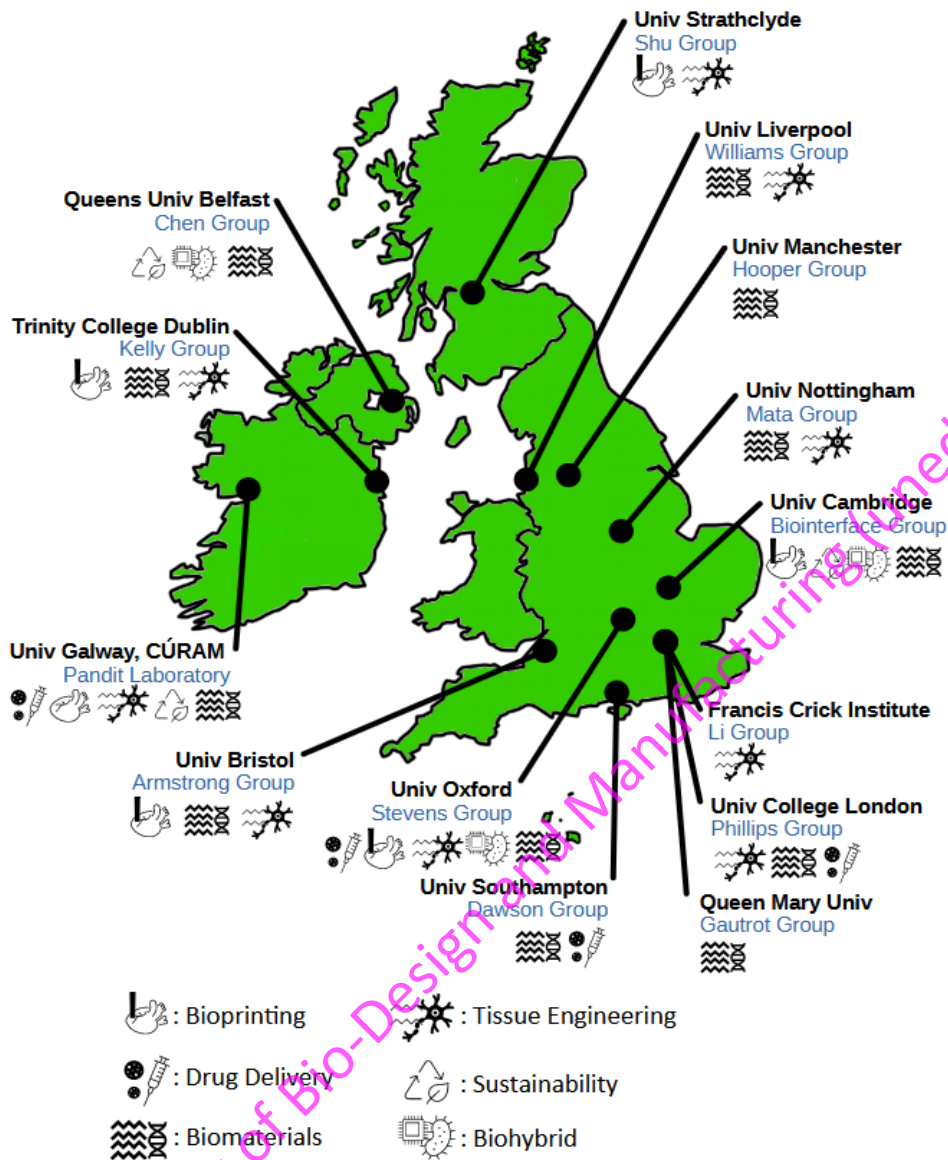 Univ Strathclyde
Shu Group
Univ Liverpool
Williams Group
Queens Univ Belfast
Chen Group
Univ Manchester
Hooper Group
Trinity College Dublin
Kelly Group
Univ Nottingham
Mata Group
Univ Cambridge
Biointerface Group
Univ Galway, CÚRAM
Pandit Laboratory
Francis Crick Institute
Li Group
Univ Bristol
Armstrong Group
Univ Oxford
Stevens Group
Univ College London
Phillips Group
Univ Southampton
Dawson Group
Queen Mary Univ
Gautrot Group
: Bioprinting
: Tissue Engineering
: Drug Delivery
: Sustainability
: Biomaterials
: Biohybrid
of Bio-Design and Manufacturing